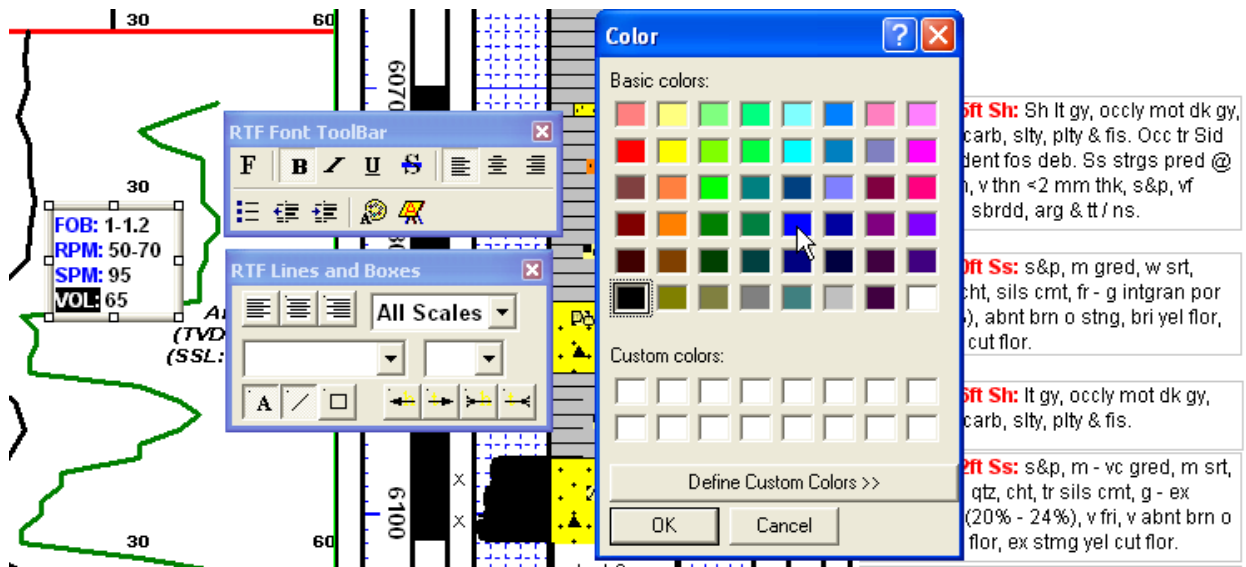 30
60
6070
30
FOB: 1-1.2
RPM: 50-70
SPM: 95
VOL: 65
(TVD
(SSL:
30
60
6100
x
x
RTF Font ToolBar
F B I U S
RTF Lines and Boxes
All Scales
A
Color
Basic colors:
Custom colors:
Define Custom Colors >>
OK
Cancel
5ft Sh: Sh lt gy, occly mot dk gy,
carb, slty, plty & fis. Occ tr Sid
dent fos deb. Ss strgs pred @
, v thn <2 mm thk, s&p, vf
sbrdd, arg & tt / ns.
ft Ss: s&p, m gred, w srt,
cht, sils cmt, fr - g intgran por
), abnt brn o stng, bri yel flor,
cut flor.
6ft Sh: lt gy, occly mot dk gy,
carb, slty, plty & fis.
2ft Ss: s&p, m - vc gred, m srt,
qtz, cht, tr sils cmt, g - ex
(20% - 24%), v fri, v abnt brn o
flor, ex stmg yel cut flor.